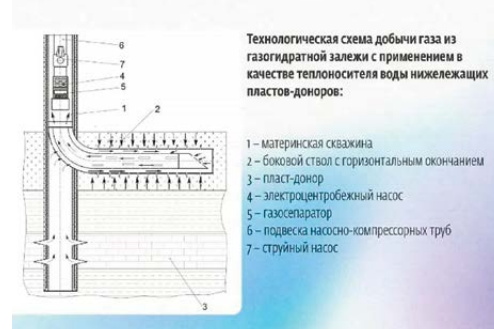 Технологическая схема добычи газа из
газогидратной залежи с применением в
качестве теплоносителя воды нижележащих
пластов-доноров:
1 – материнская скважина
2 – боковой ствол с горизонтальным окончанием
3 – пласт-донор
4 – электроцентробежный насос
5 – газосепаратор
6 – подвеска насосно-компрессорных труб
7 – струйный насос
6
7
4
5
1
2
3